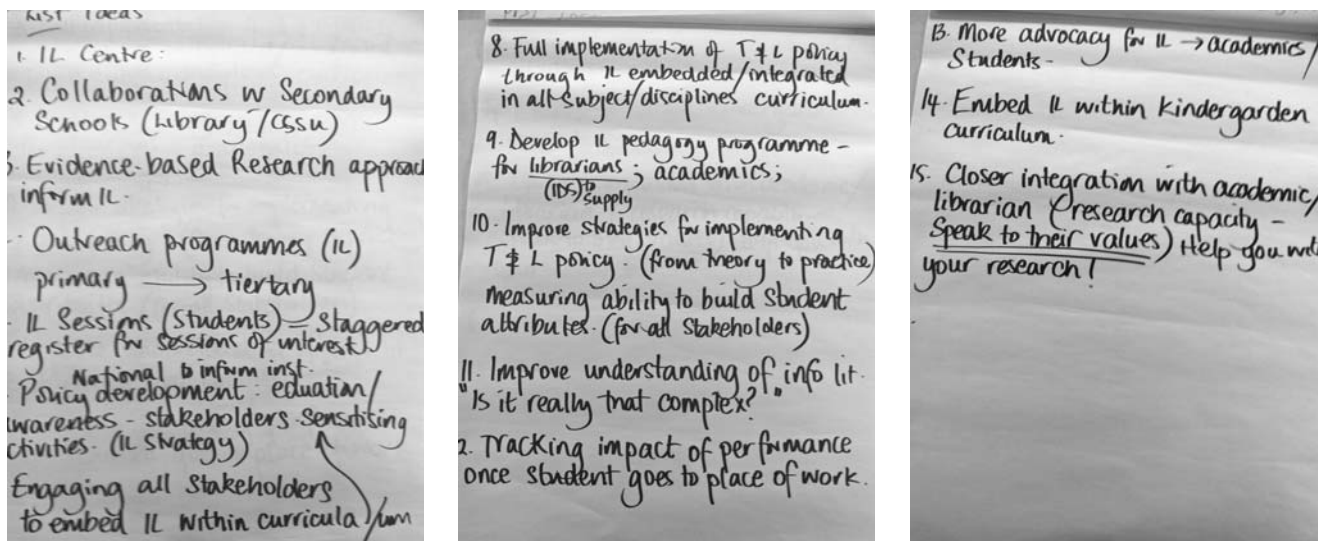 List Ideas
1. IL Centre:
2. Collaborations w Secondary
Schools (Library /CSSU)
3. Evidence-based Research approac
inform IL.
Outreach programmes (IL)
primary → tiertary
IL Sessions (Students) – Staggered
register for sessions of interest
National to inform inst.
Policy development: eduation/
wareness - stakeholders - Sensitising
ctivities. (IL Strategy)
Engaging all Stakeholders
to embed IL within curricula /um
8. Full implementation of T & L policy
through IL embedded/integrated
in all subject/disciplines curriculum.
9. Develop IL pedagogy programme -
for librarians; academics;
(IDS) to supply
10. Improve strategies for implementing
T & L policy. (from theory to practice)
measuring ability to build student
attributes. (for all stakeholders)
11. Improve understanding of info lit.
"Is it really that complex?"
2. Tracking impact of performance
once student goes to place of work.
13. More advocacy for IL → academics/
Students -
14. Embed IL within kindergarden
curriculum.
15. Closer integration with academic/
librarian (research capacity -
Speak to their values) Help you wit
your research!